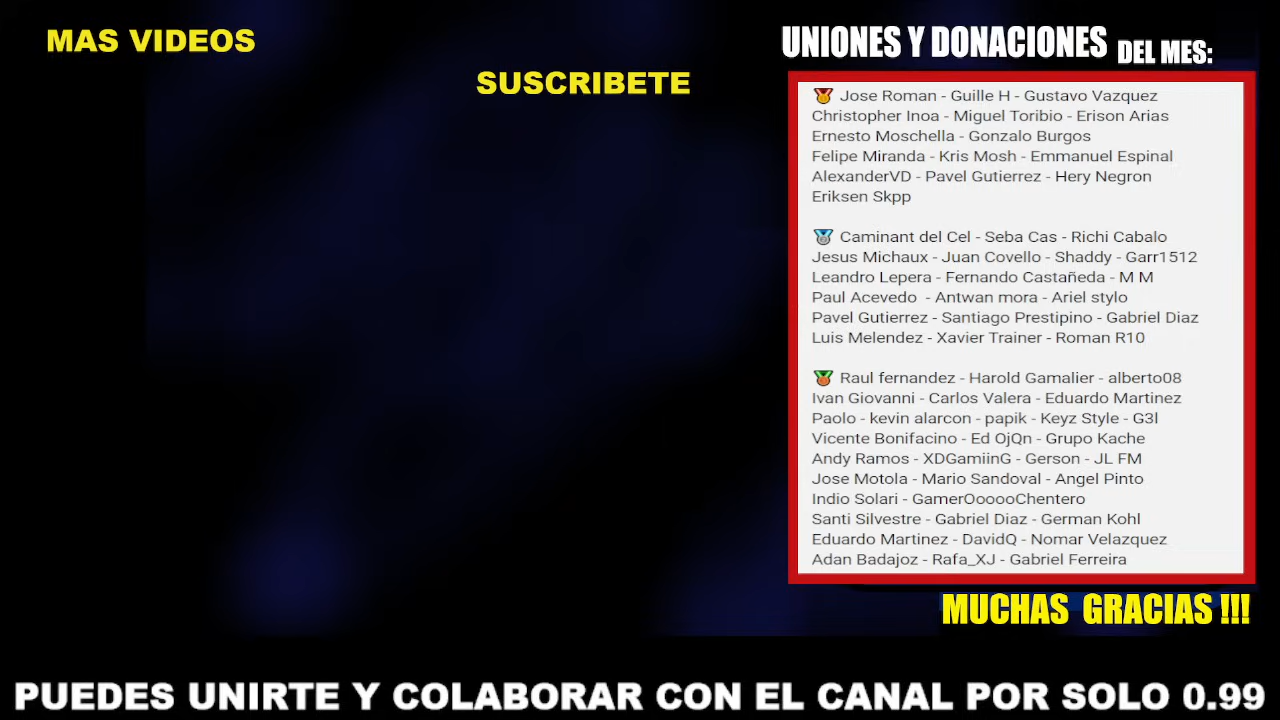 MAS VIDEOS
SUSCRIBETE
UNIONES Y DONACIONES DEL MES:
Jose Roman - Guille H - Gustavo Vazquez
Christopher Inoa - Miguel Toribio - Erison Arias
Ernesto Moschella - Gonzalo Burgos
Felipe Miranda - Kris Mosh - Emmanuel Espinal
AlexanderVD - Pavel Gutierrez - Hery Negron
Eriksen Skpp
Caminant del Cel - Seba Cas - Richi Cabalo
Jesus Michaux - Juan Covello - Shaddy - Garr1512
Leandro Lepera - Fernando Castañeda - M M
Paul Acevedo  - Antwan mora - Ariel stylo
Pavel Gutierrez - Santiago Prestipino - Gabriel Diaz
Luis Melendez - Xavier Trainer - Roman R10
Raul fernandez - Harold Gamalier - alberto08
Ivan Giovanni - Carlos Valera - Eduardo Martinez
Paolo - kevin alarcon - papik - Keyz Style - G3l
Vicente Bonifacino - Ed OjQn - Grupo Kache
Andy Ramos - XDGamiinG - Gerson - JL FM
Jose Motola - Mario Sandoval - Angel Pinto
Indio Solari - GamerOooooChentero
Santi Silvestre - Gabriel Diaz - German Kohl
Eduardo Martinez - DavidQ - Nomar Velazquez
Adan Badajoz - Rafa_XJ - Gabriel Ferreira
MUCHAS GRACIAS !!!
PUEDES UNIRTE Y COLABORAR CON EL CANAL POR SOLO 0.99